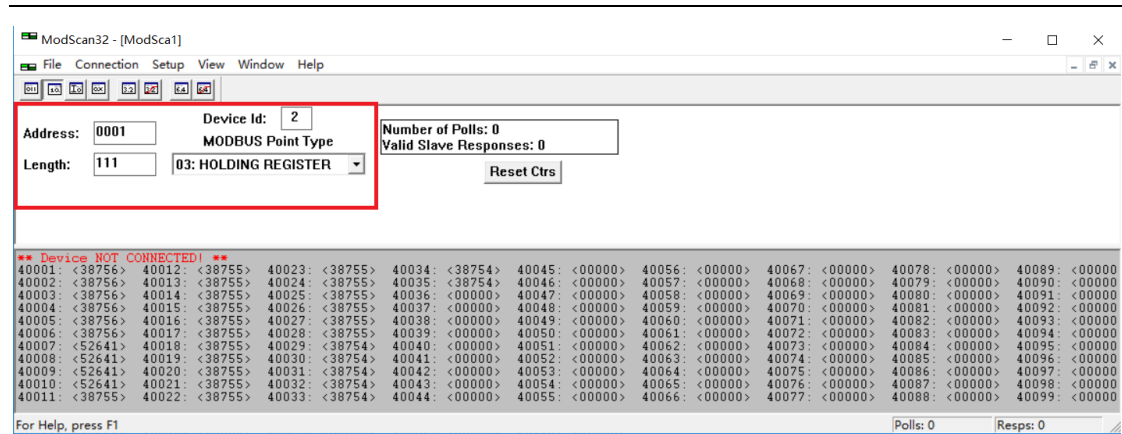 ModScan32 - [ModSca1]
File Connection Setup View Window Help
Device Id: 2
Address: 0001
MODBUS Point Type
Length: 111 03: HOLDING REGISTER
Number of Polls: 0
Valid Slave Responses: 0
Reset Ctrs
** Device NOT CONNECTED! **
40001: <38756> 40012: <38755> 40023: <38755> 40034: <38754> 40045: <00000> 40056: <00000> 40067: <00000> 40078: <00000> 40089: <00000
40002: <38756> 40013: <38755> 40024: <38755> 40035: <38754> 40046: <00000> 40057: <00000> 40068: <00000> 40079: <00000> 40090: <00000
40003: <38756> 40014: <38755> 40025: <38755> 40036: <00000> 40047: <00000> 40058: <00000> 40069: <00000> 40080: <00000> 40091: <00000
40004: <38756> 40015: <38755> 40026: <38755> 40037: <00000> 40048: <00000> 40059: <00000> 40070: <00000> 40081: <00000> 40092: <00000
40005: <38756> 40016: <38755> 40027: <38755> 40038: <00000> 40049: <00000> 40060: <00000> 40071: <00000> 40082: <00000> 40093: <00000
40006: <38756> 40017: <38755> 40028: <38755> 40039: <00000> 40050: <00000> 40061: <00000> 40072: <00000> 40083: <00000> 40094: <00000
40007: <52641> 40018: <38755> 40029: <38754> 40040: <00000> 40051: <00000> 40062: <00000> 40073: <00000> 40084: <00000> 40095: <00000
40008: <52641> 40019: <38755> 40030: <38754> 40041: <00000> 40052: <00000> 40063: <00000> 40074: <00000> 40085: <00000> 40096: <00000
40009: <52641> 40020: <38755> 40031: <38754> 40042: <00000> 40053: <00000> 40064: <00000> 40075: <00000> 40086: <00000> 40097: <00000
40010: <52641> 40021: <38755> 40032: <38754> 40043: <00000> 40054: <00000> 40065: <00000> 40076: <00000> 40087: <00000> 40098: <00000
40011: <38755> 40022: <38755> 40033: <38754> 40044: <00000> 40055: <00000> 40066: <00000> 40077: <00000> 40088: <00000> 40099: <00000
For Help, press F1 Polls: 0 Resps: 0